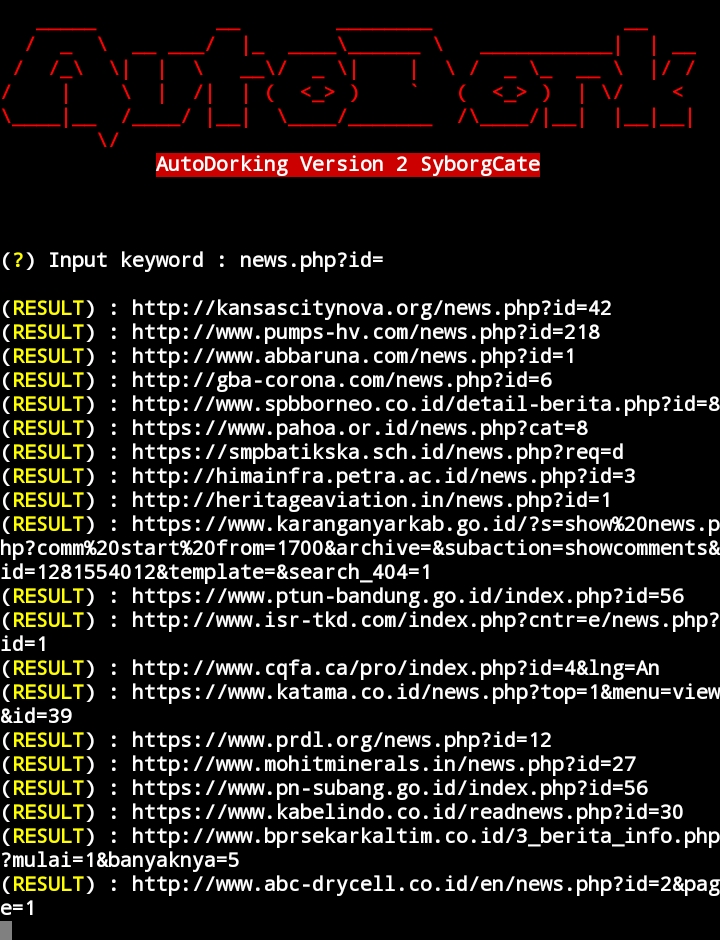 AutoDork
AutoDorking Version 2 SyborgCate
(?) Input keyword : news.php?id=
(RESULT) : http://kansascitynova.org/news.php?id=42
(RESULT) : http://www.pumps-hv.com/news.php?id=218
(RESULT) : http://www.abbaruna.com/news.php?id=1
(RESULT) : http://gba-corona.com/news.php?id=6
(RESULT) : http://www.spbborneo.co.id/detail-berita.php?id=8
(RESULT) : https://www.pahoa.or.id/news.php?cat=8
(RESULT) : https://smpbatikska.sch.id/news.php?req=d
(RESULT) : http://himainfra.petra.ac.id/news.php?id=3
(RESULT) : http://heritageaviation.in/news.php?id=1
(RESULT) : https://www.karanganyarkab.go.id/?s=show%20news.p
hp?comm%20start%20from=1700&archive=&subaction=showcomments&
id=1281554012&template=&search_404=1
(RESULT) : https://www.ptun-bandung.go.id/index.php?id=56
(RESULT) : http://www.isr-tkd.com/index.php?cntr=e/news.php?
id=1
(RESULT) : http://www.cqfa.ca/pro/index.php?id=4&lng=An
(RESULT) : https://www.katama.co.id/news.php?top=1&menu=view
&id=39
(RESULT) : https://www.prdl.org/news.php?id=12
(RESULT) : http://www.mohitminerals.in/news.php?id=27
(RESULT) : https://www.pn-subang.go.id/index.php?id=56
(RESULT) : https://www.kabelindo.co.id/readnews.php?id=30
(RESULT) : http://www.bprsekarkaltim.co.id/3_berita_info.php
?mulai=1&banyaknya=5
(RESULT) : http://www.abc-drycell.co.id/en/news.php?id=2&pag
e=1